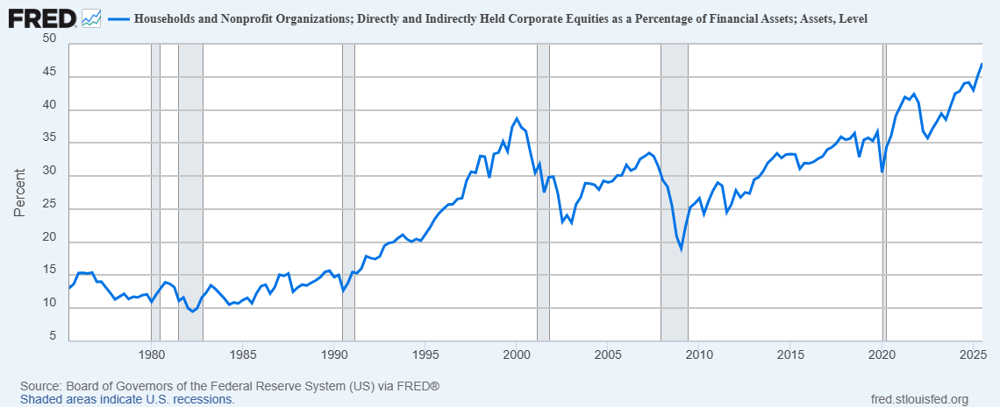 FRED® Households and Nonprofit Organizations; Directly and Indirectly Held Corporate Equities as a Percentage of Financial Assets; Assets, Level
50
45
40
35
30
25
20
15
10
5
Percent
1980 1985 1990 1995 2000 2005 2010 2015 2020 2025
Source: Board of Governors of the Federal Reserve System (US) via FRED®
Shaded areas indicate U.S. recessions. fred.stlouisfed.org